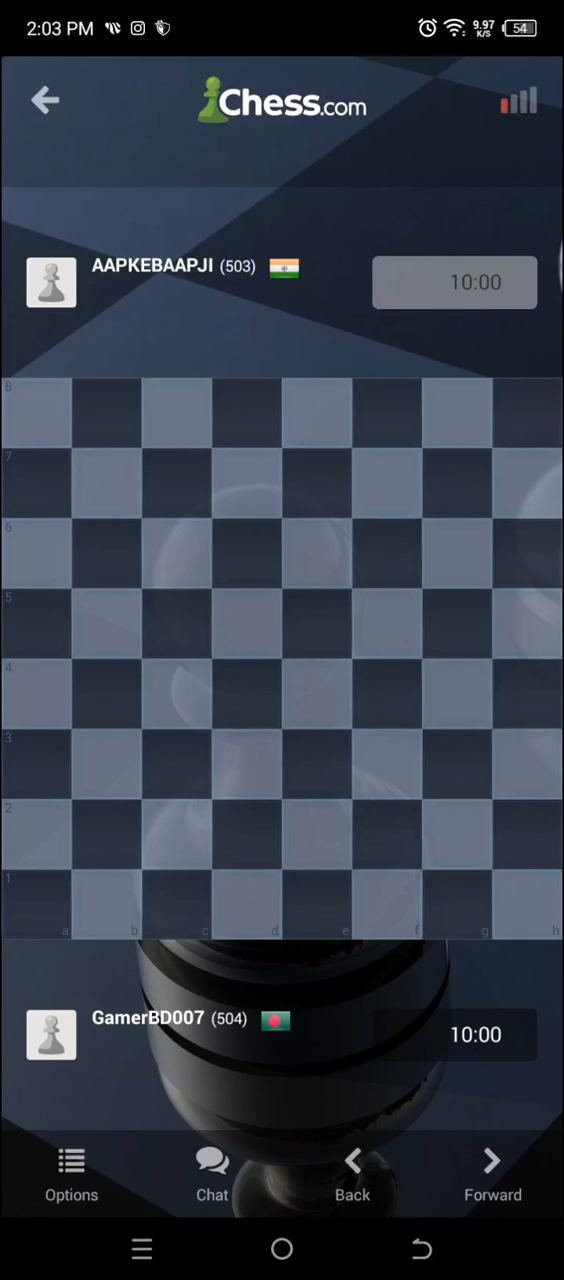 2:03 PM
9.97
K/S
54
Chess.com
AAPKEBAAPJI (503)
10:00
8
7
6
5
4
3
2
1
a b c d e f g h
GamerBD007 (504)
10:00
Options Chat Back Forward